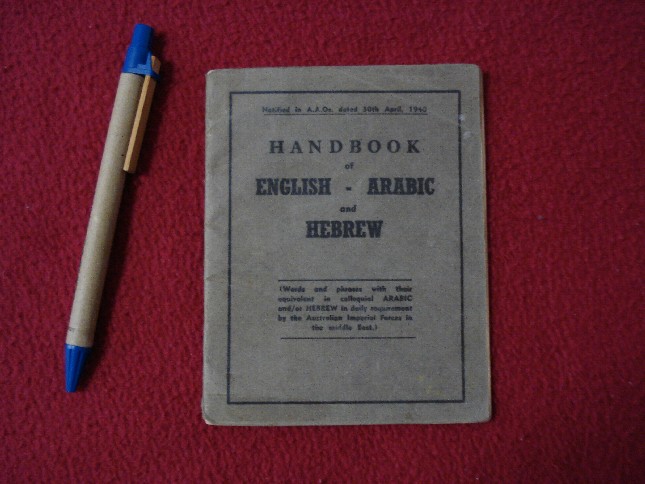 Notified in A.A.Os. dated 30th April, 1940
HANDBOOK
of
ENGLISH - ARABIC
and
HEBREW
(Words and phrases with their
equivalent in colloquial ARABIC
and/or HEBREW in daily requirement
by the Australian Imperial Forces in
the middle East.)